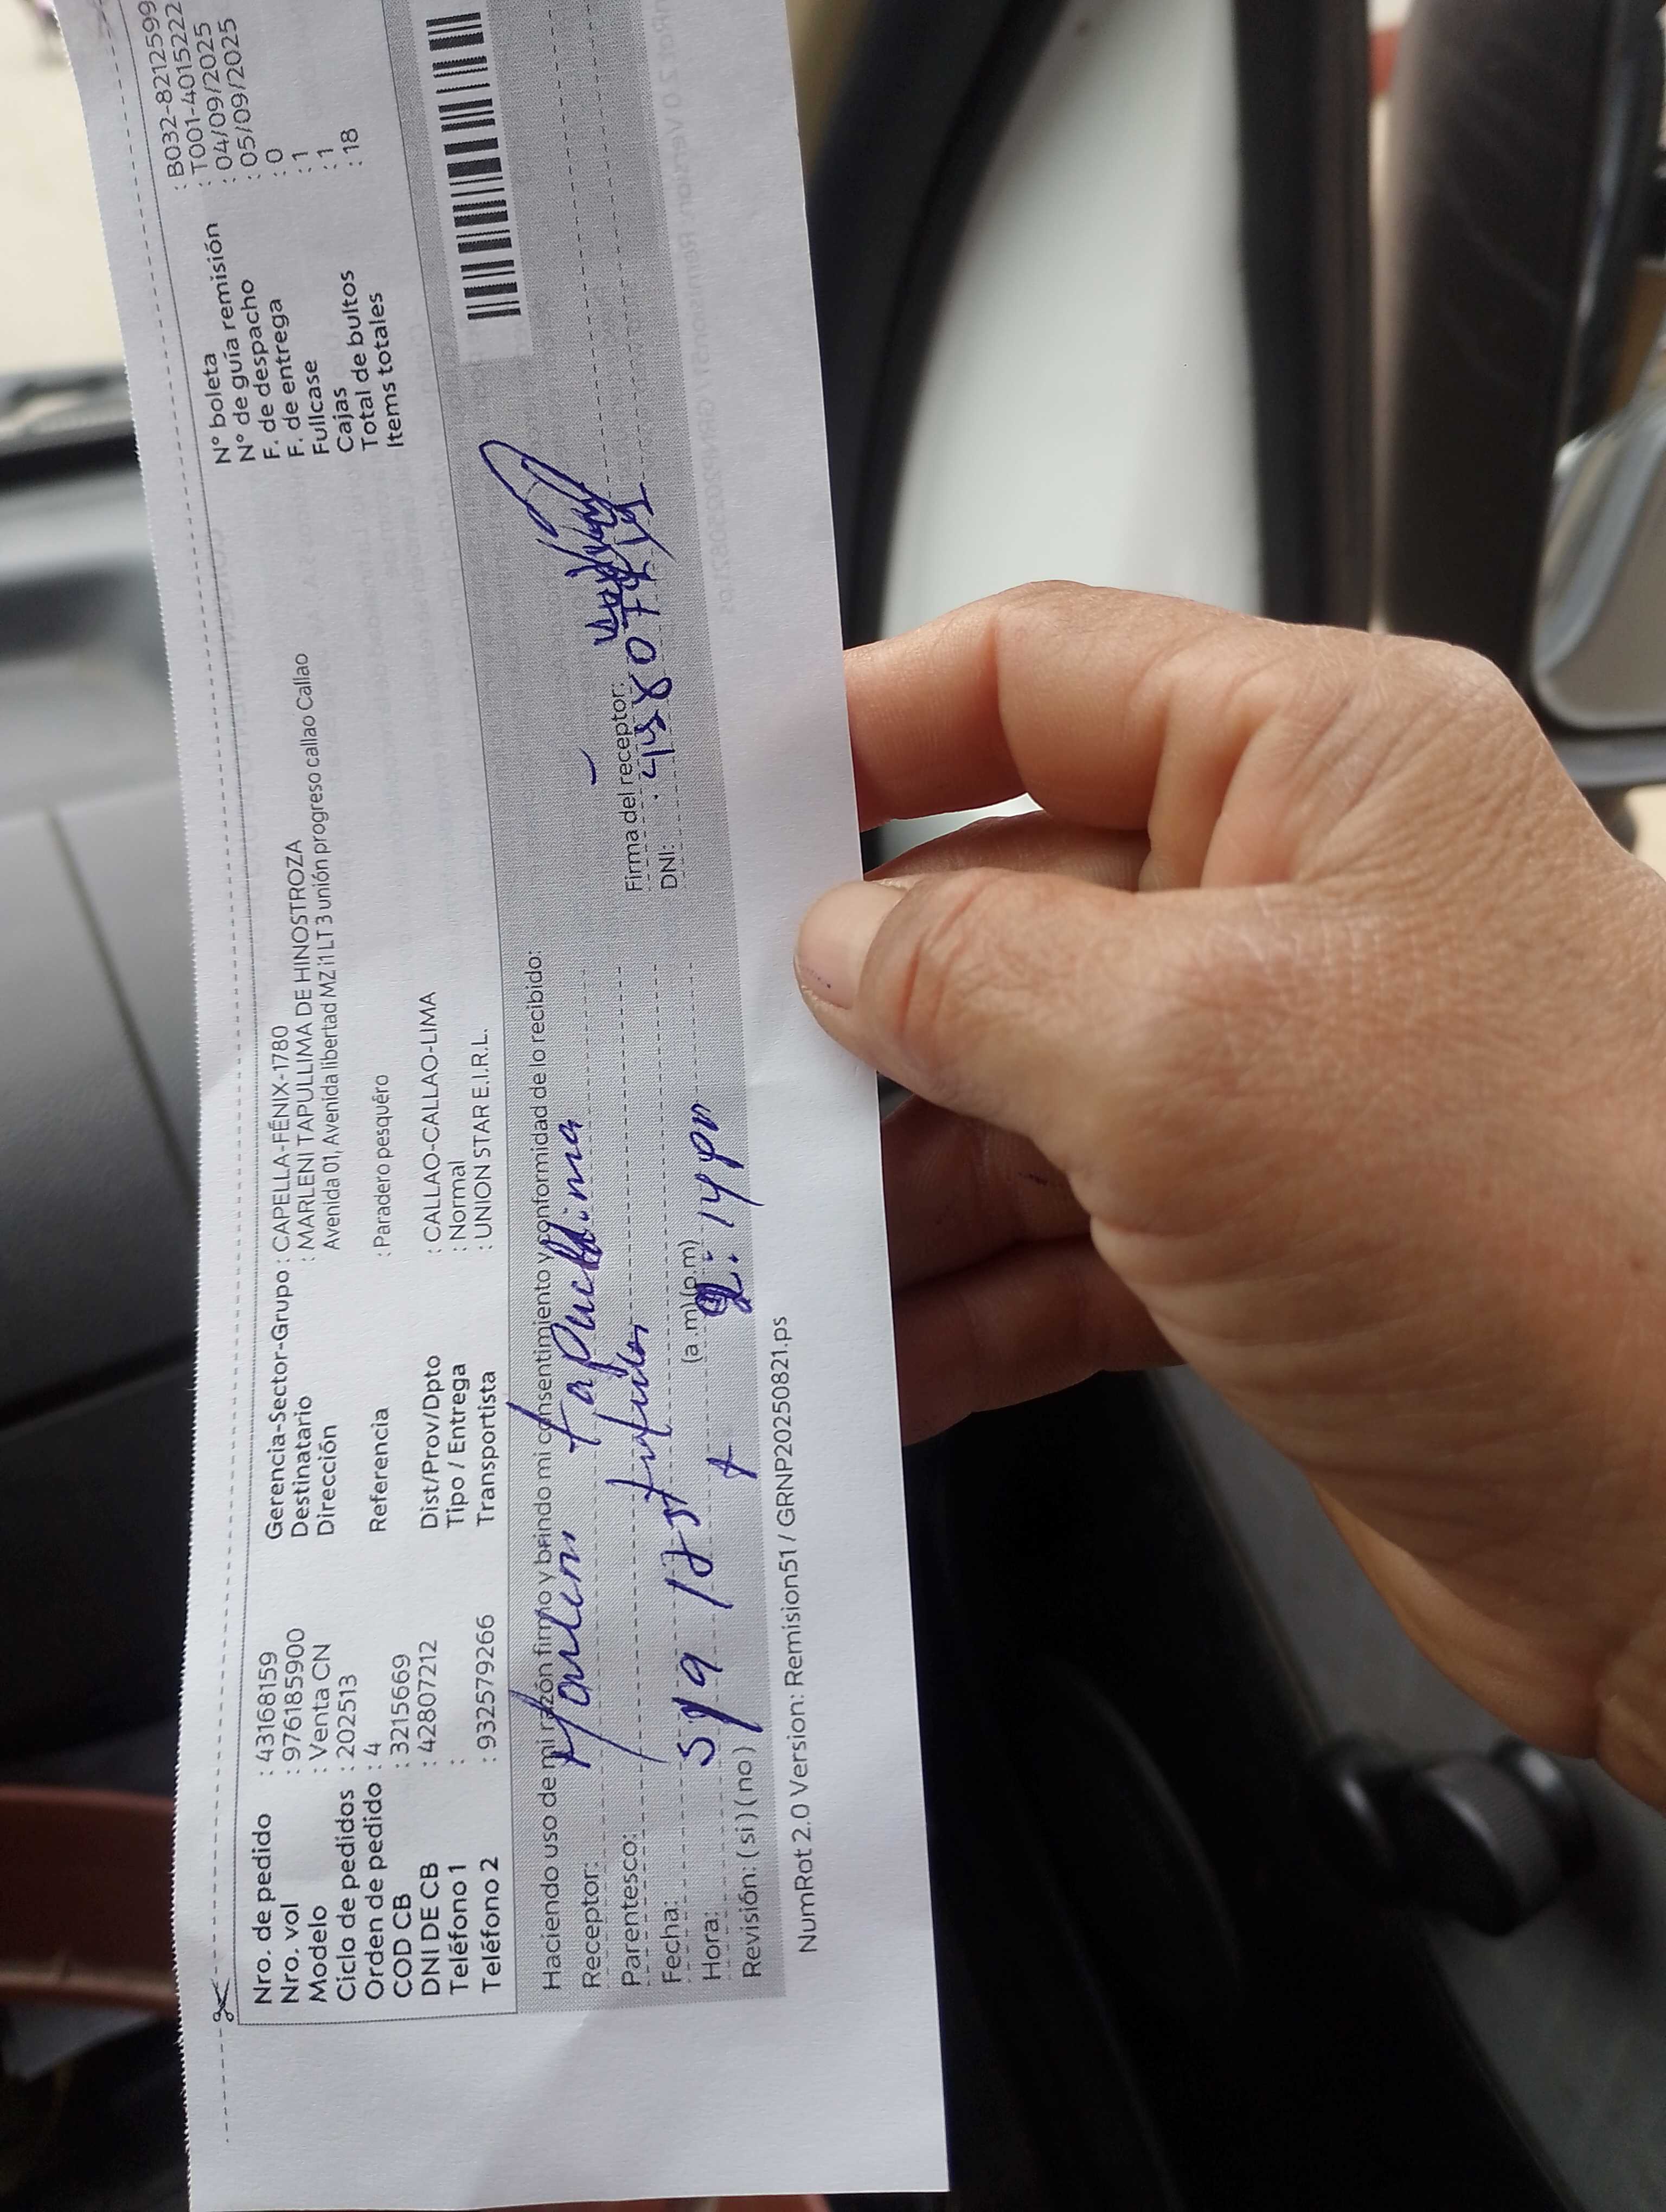 Nro. de pedido : 43168159
Nro. vol : 976185900
Modelo : Venta CN
Ciclo de pedidos : 202513
Orden de pedido : 4
COD CB : 3215669
DNI DE CB : 42807212
Teléfono 1 :
Teléfono 2 : 932579266
Gerencia-Sector-Grupo : CAPELLA-FÉNIX-1780
Destinatario : MARLENI TAPULLIMA DE HINOSTROZA
Dirección Avenida 01, Avenida libertad MZ i1 LT 3 unión progreso callao Callao
Referencia : Paradero pesquéro
Dist/Prov/Dpto : CALLAO-CALLAO-LIMA
Tipo / Entrega : Normal
Transportista : UNION STAR E.I.R.L.
N° boleta : B032-8212599
N° de guía remisión : T001-4015222
F. de despacho : 04/09/2025
F. de entrega : 05/09/2025
Fullcase : 0
Cajas : 1
Total de bultos : 1
Items totales : 18
Haciendo uso de mi razón firmo y brindo mi consentimiento y conformidad de lo recibido:
Receptor: Marleni
Parentesco:
Fecha: 5/9
Hora: (a.m)(p.m)
Revisión: (si) (no)
Firma del receptor:
DNI:
NumRot 2.0 Version: Remision51 / GRNP20250821.ps